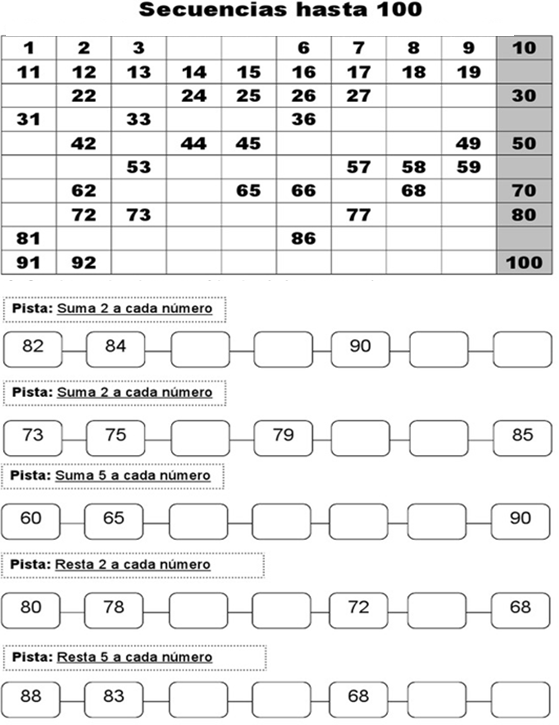 Secuencias hasta 100
1 2 3 6 7 8 9 10
11 12 13 14 15 16 17 18 19
22 24 25 26 27 30
31 33 36
42 44 45 49 50
53 57 58 59
62 65 66 68 70
72 73 77 80
81 86
91 92 100
Pista: Suma 2 a cada número
82 84 90
Pista: Suma 2 a cada número
73 75 79 85
Pista: Suma 5 a cada número
60 65 90
Pista: Resta 2 a cada número
80 78 72 68
Pista: Resta 5 a cada número
88 83 68